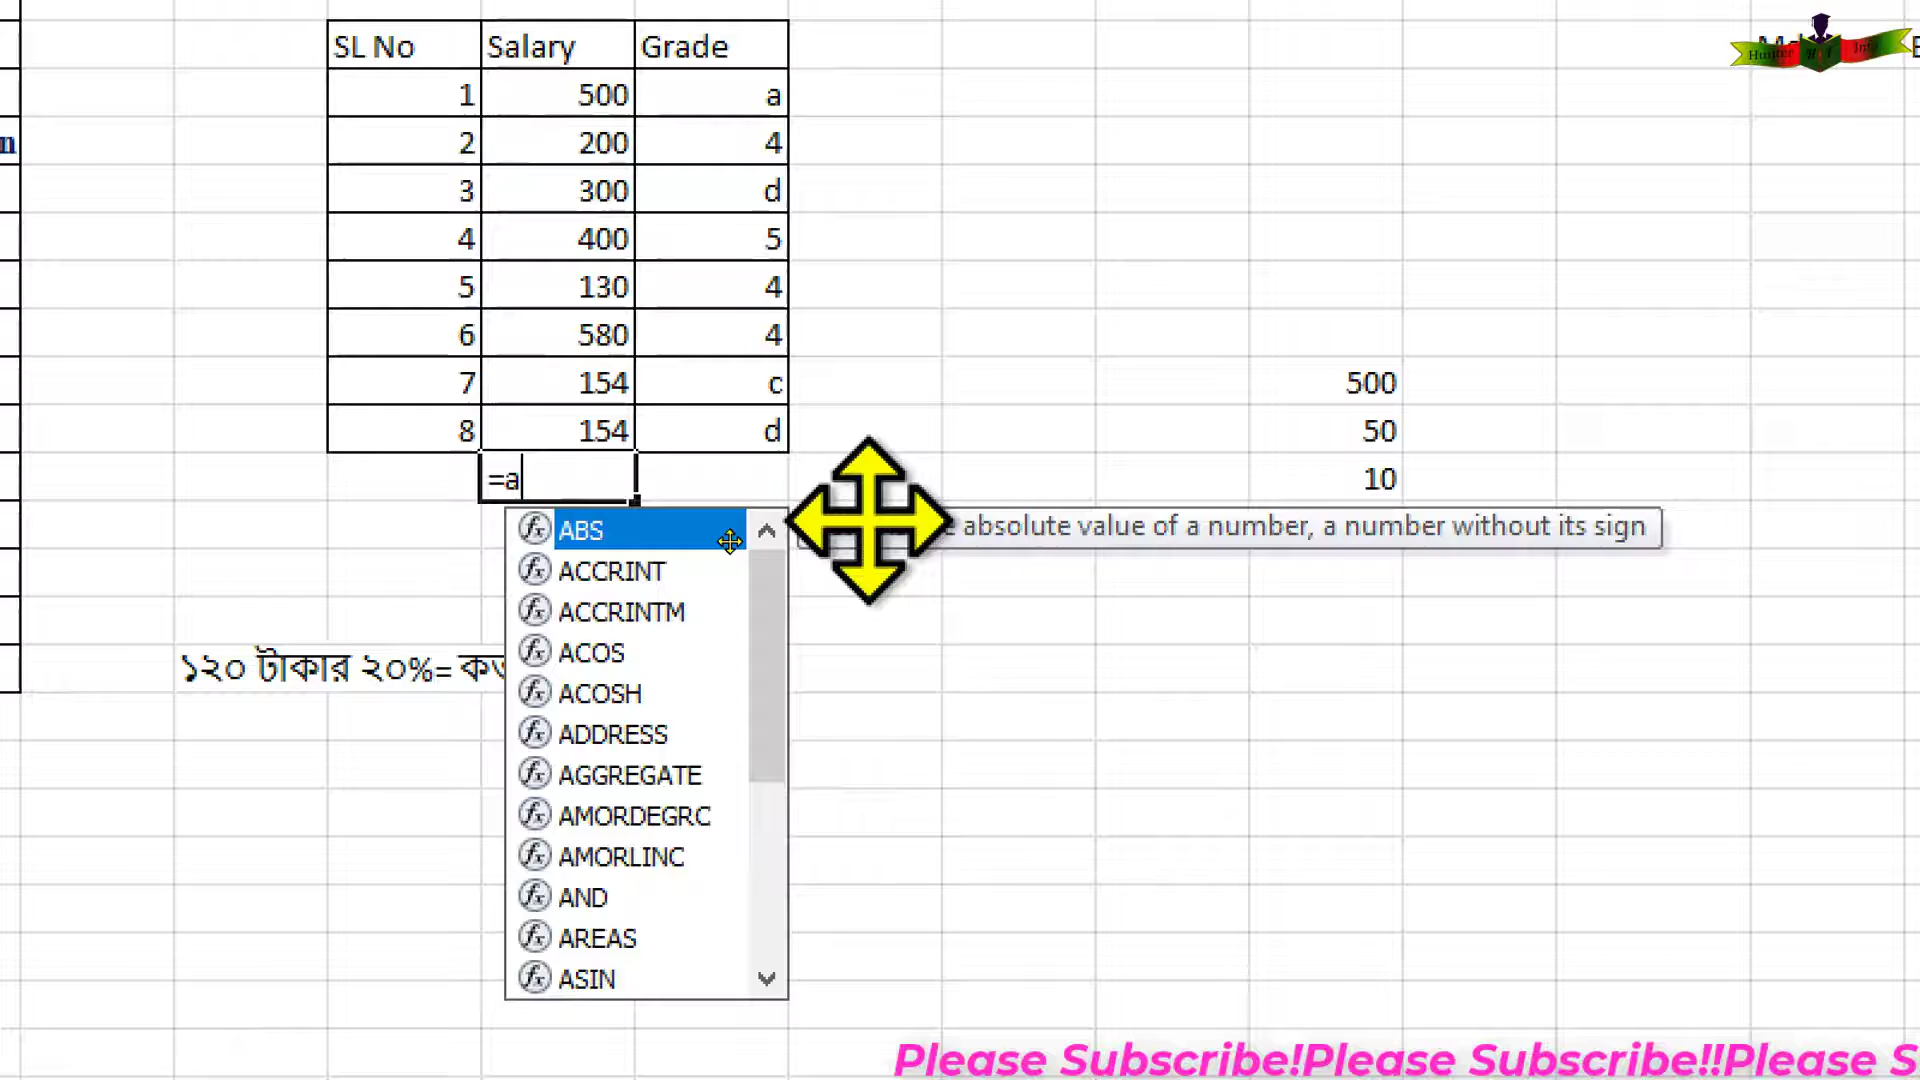 SL No Salary Grade
1 500 a
n 2 200 4
3 300 d
4 400 5
5 130 4
6 580 4
7 154 c 500
8 154 d 50
=a 10
ABS absolute value of a number, a number without its sign
ACCRINT
ACCRINTM
ACOS
১২০ টাকার ২০%=
ACOSH
ADDRESS
AGGREGATE
AMORDEGRC
AMORLINC
AND
AREAS
ASIN
Please Subscribe!Please Subscribe!!Please S